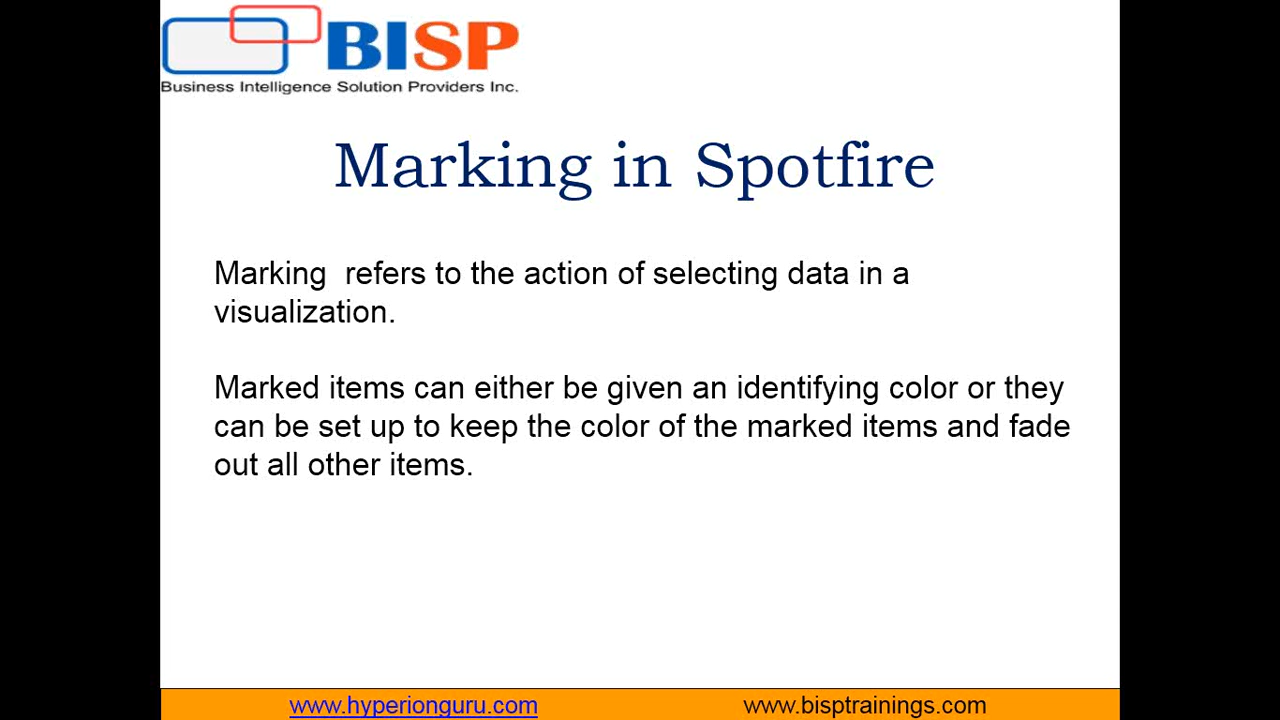 BISP
Business Intelligence Solution Providers Inc.
Marking in Spotfire
Marking  refers to the action of selecting data in a
visualization.
Marked items can either be given an identifying color or they
can be set up to keep the color of the marked items and fade
out all other items.
www.hyperionguru.com
www.bisptrainings.com